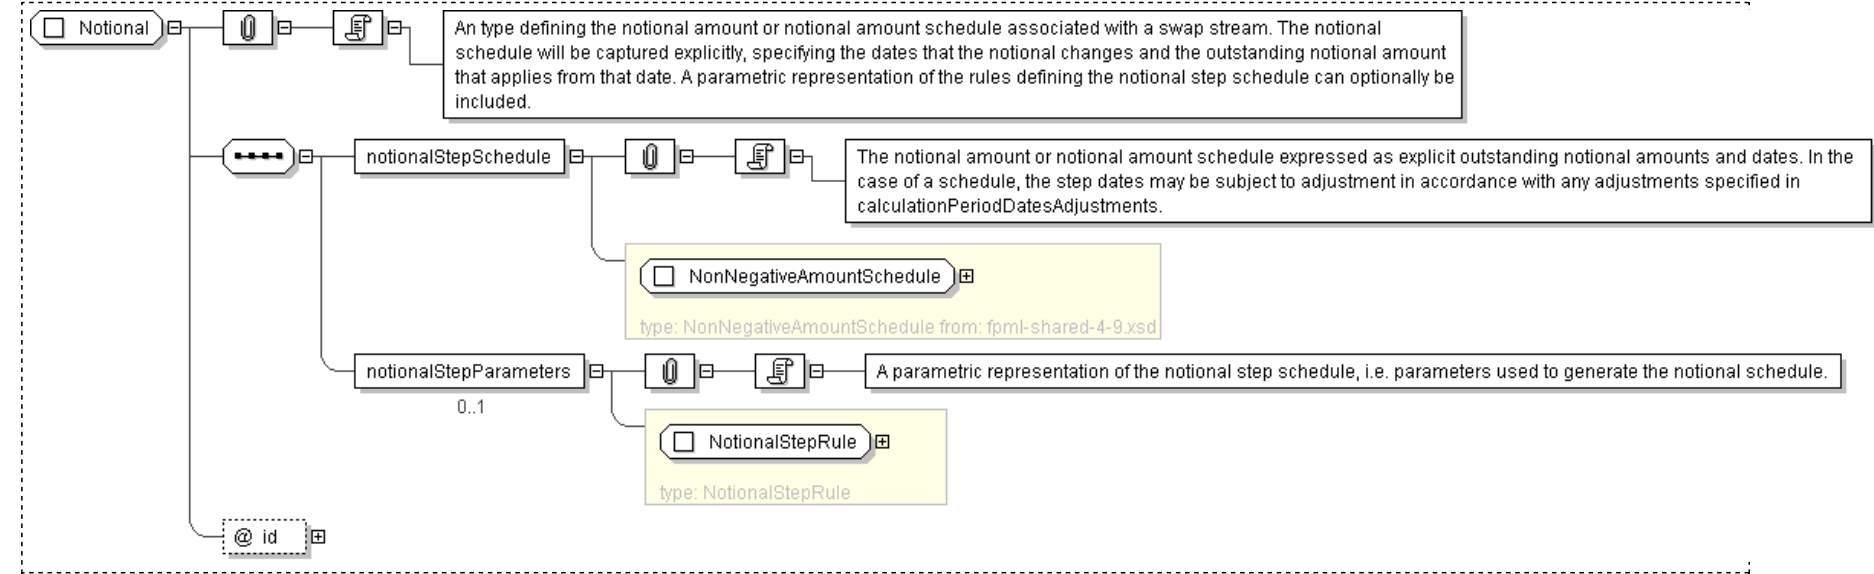 Notional
An type defining the notional amount or notional amount schedule associated with a swap stream. The notional
schedule will be captured explicitly, specifying the dates that the notional changes and the outstanding notional amount
that applies from that date. A parametric representation of the rules defining the notional step schedule can optionally be
included.
notionalStepSchedule
The notional amount or notional amount schedule expressed as explicit outstanding notional amounts and dates. In the
case of a schedule, the step dates may be subject to adjustment in accordance with any adjustments specified in
calculationPeriodDatesAdjustments.
NonNegativeAmountSchedule
type: NonNegativeAmountSchedule from: fpml-shared-4-9.xsd
notionalStepParameters
A parametric representation of the notional step schedule, i.e. parameters used to generate the notional schedule.
0..1
NotionalStepRule
type: NotionalStepRule
@ id